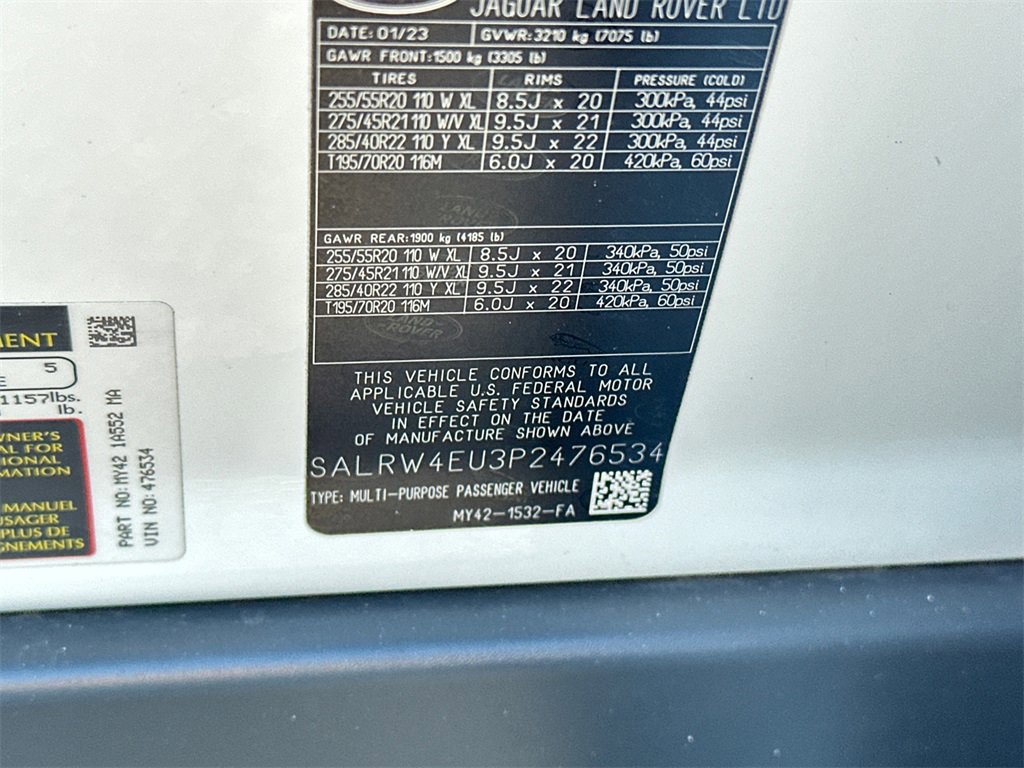 JAGUAR LAND ROVER LTD
DATE: 01/23 GVWR: 3210 kg (7075 lb)
GAWR FRONT: 1500 kg (3305 lb)
TIRES RIMS PRESSURE (COLD)
255/55R20 110 W XL 8.5J x 20 300kPa, 44psi
275/45R21 110 W/V XL 9.5J x 21 300kPa, 44psi
285/40R22 110 Y XL 9.5J x 22 300kPa, 44psi
T195/70R20 116M 6.0J x 20 420kPa, 60psi
GAWR REAR: 1900 kg (4185 lb)
255/55R20 110 W XL 8.5J x 20 340kPa, 50psi
275/45R21 110 W/V XL 9.5J x 21 340kPa, 50psi
285/40R22 110 Y XL 9.5J x 22 340kPa, 50psi
T195/70R20 116M 6.0J x 20 420kPa, 60psi
LAND
ROVER
THIS VEHICLE CONFORMS TO ALL
APPLICABLE U.S. FEDERAL MOTOR
VEHICLE SAFETY STANDARDS
IN EFFECT ON THE DATE
OF MANUFACTURE SHOWN ABOVE
SALRW4EU3P2476534
TYPE: MULTI-PURPOSE PASSENGER VEHICLE
MY42-1532-FA
5
1157lbs.
lb.
MANUEL
PLUS DE
PART NO: MY42 1A552 MA
VIN NO: 476534